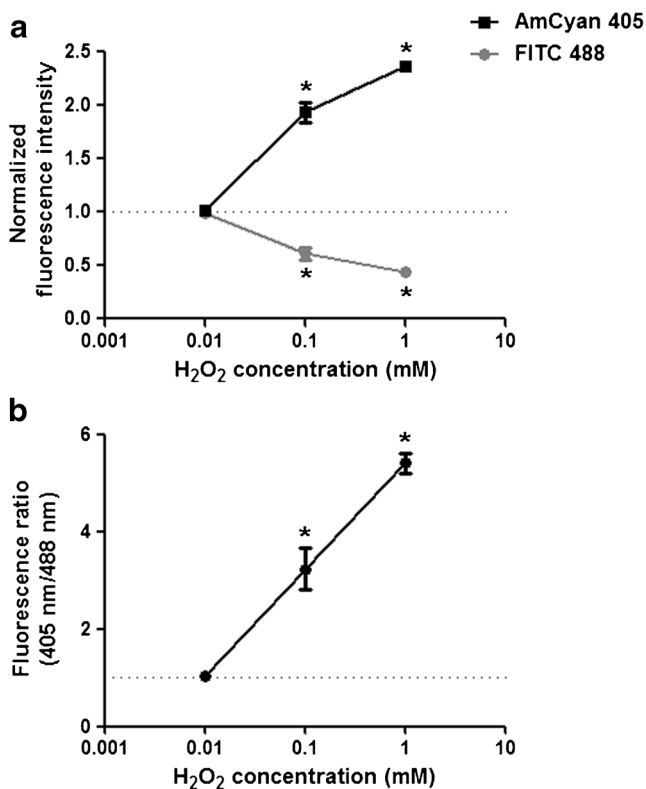 a
AmCyan 405
FITC 488
Normalized
fluorescence intensity
2.5
2.0
1.5
1.0
0.5
0.0
*
*
*
*
0.001
0.01
0.1
1
10
H₂O₂ concentration (mM)
b
Fluorescence ratio
(405 nm/488 nm)
6
4
2
0
*
*
0.001
0.01
0.1
1
10
H₂O₂ concentration (mM)